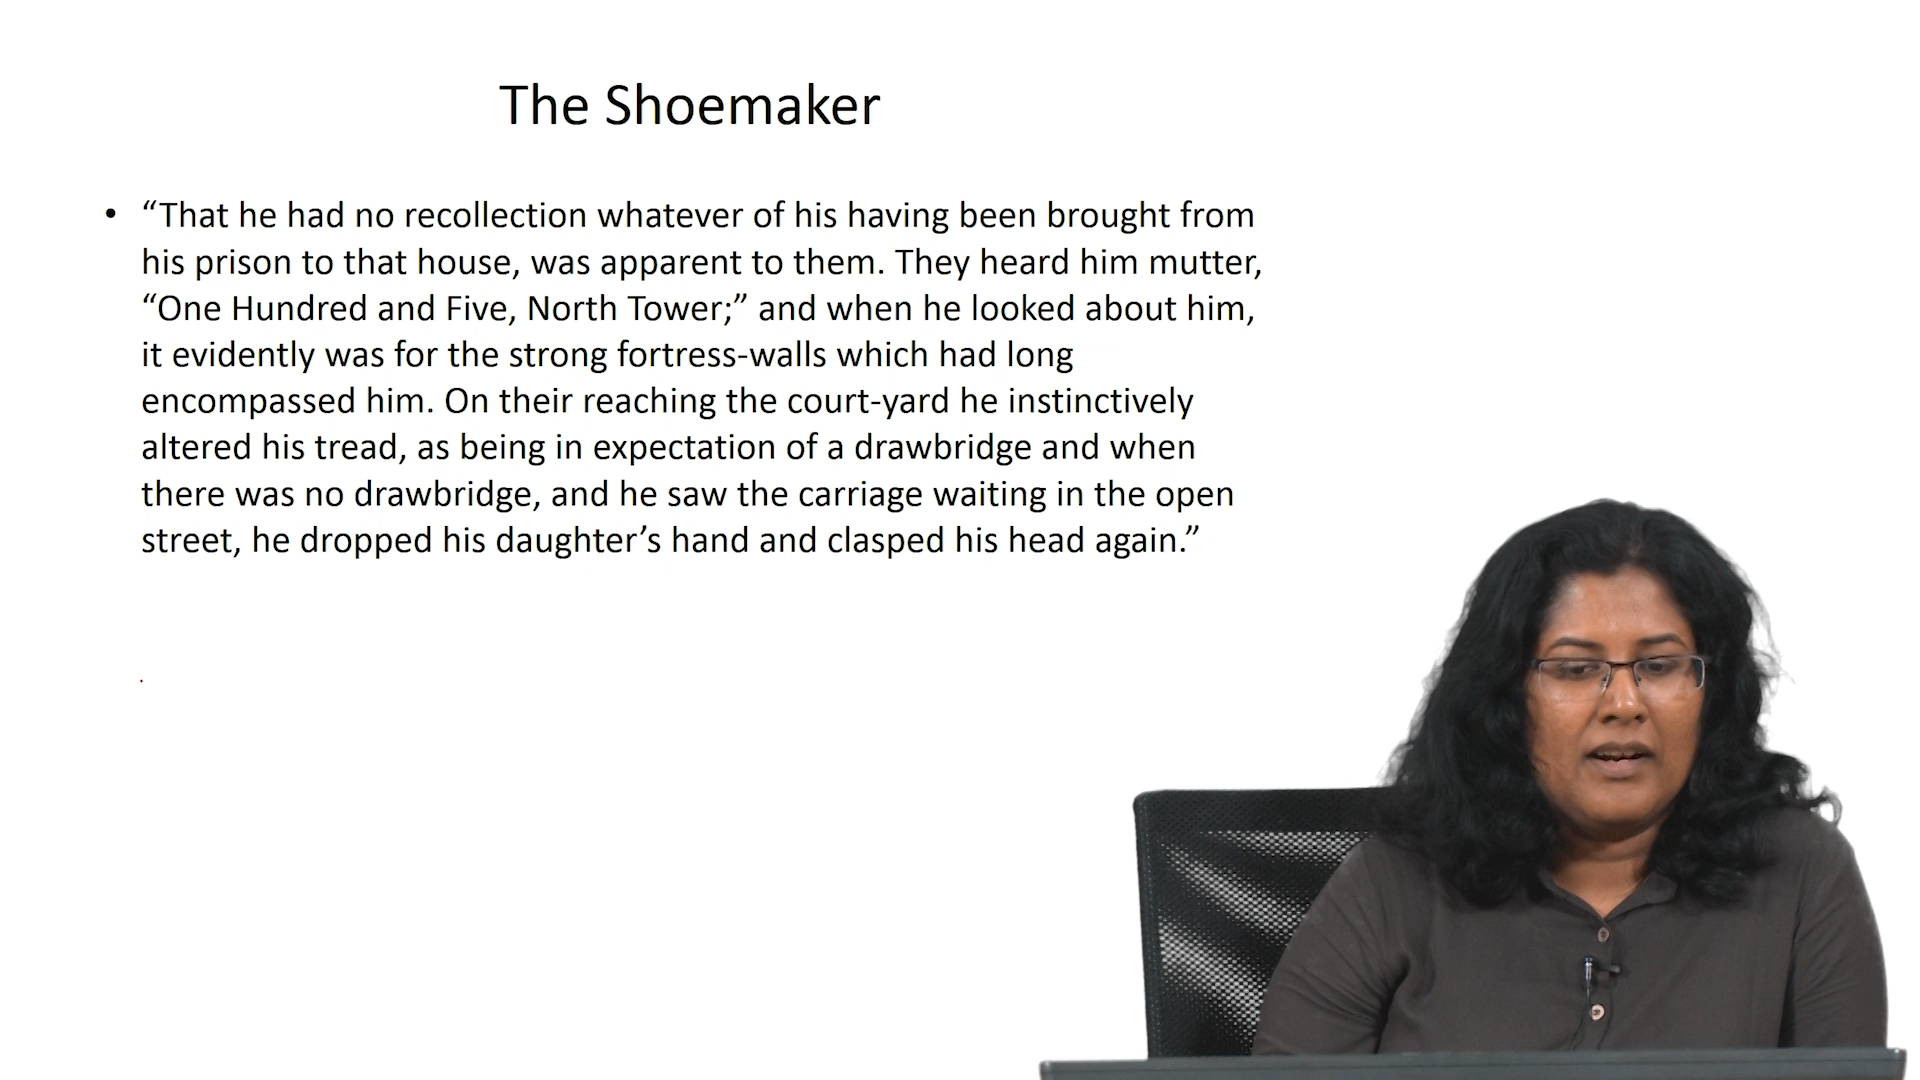 The Shoemaker
• “That he had no recollection whatever of his having been brought from
his prison to that house, was apparent to them. They heard him mutter,
“One Hundred and Five, North Tower;” and when he looked about him,
it evidently was for the strong fortress-walls which had long
encompassed him. On their reaching the court-yard he instinctively
altered his tread, as being in expectation of a drawbridge and when
there was no drawbridge, and he saw the carriage waiting in the open
street, he dropped his daughter’s hand and clasped his head again.”